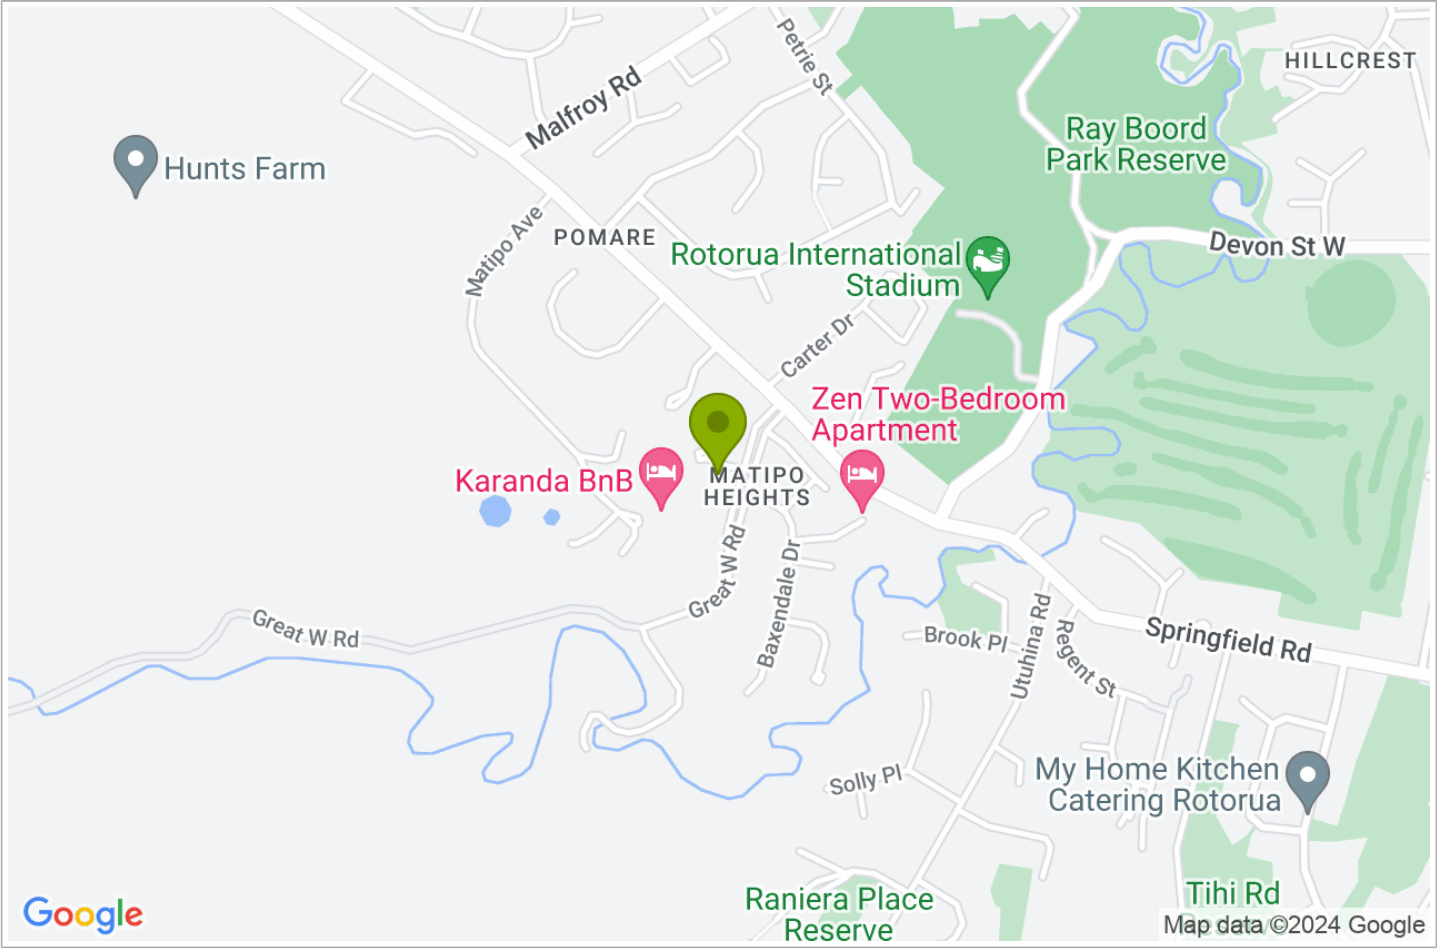 Petrie St
HILLCREST
Malfroy Rd
Ray Boord
Park Reserve
Hunts Farm
Matipo Ave
POMARE
Devon St W
Rotorua International
Stadium
Carter Dr
Zen Two-Bedroom
Apartment
Karanda BnB
MATIPO
HEIGHTS
Great W Rd
Baxendale Dr
Great W Rd
Brook Pl
Utuhina Rd
Regent St
Springfield Rd
Solly Pl
My Home Kitchen
Catering Rotorua
Raniera Place
Reserve
Tihi Rd
Reserve
Google
Map data ©2024 Google